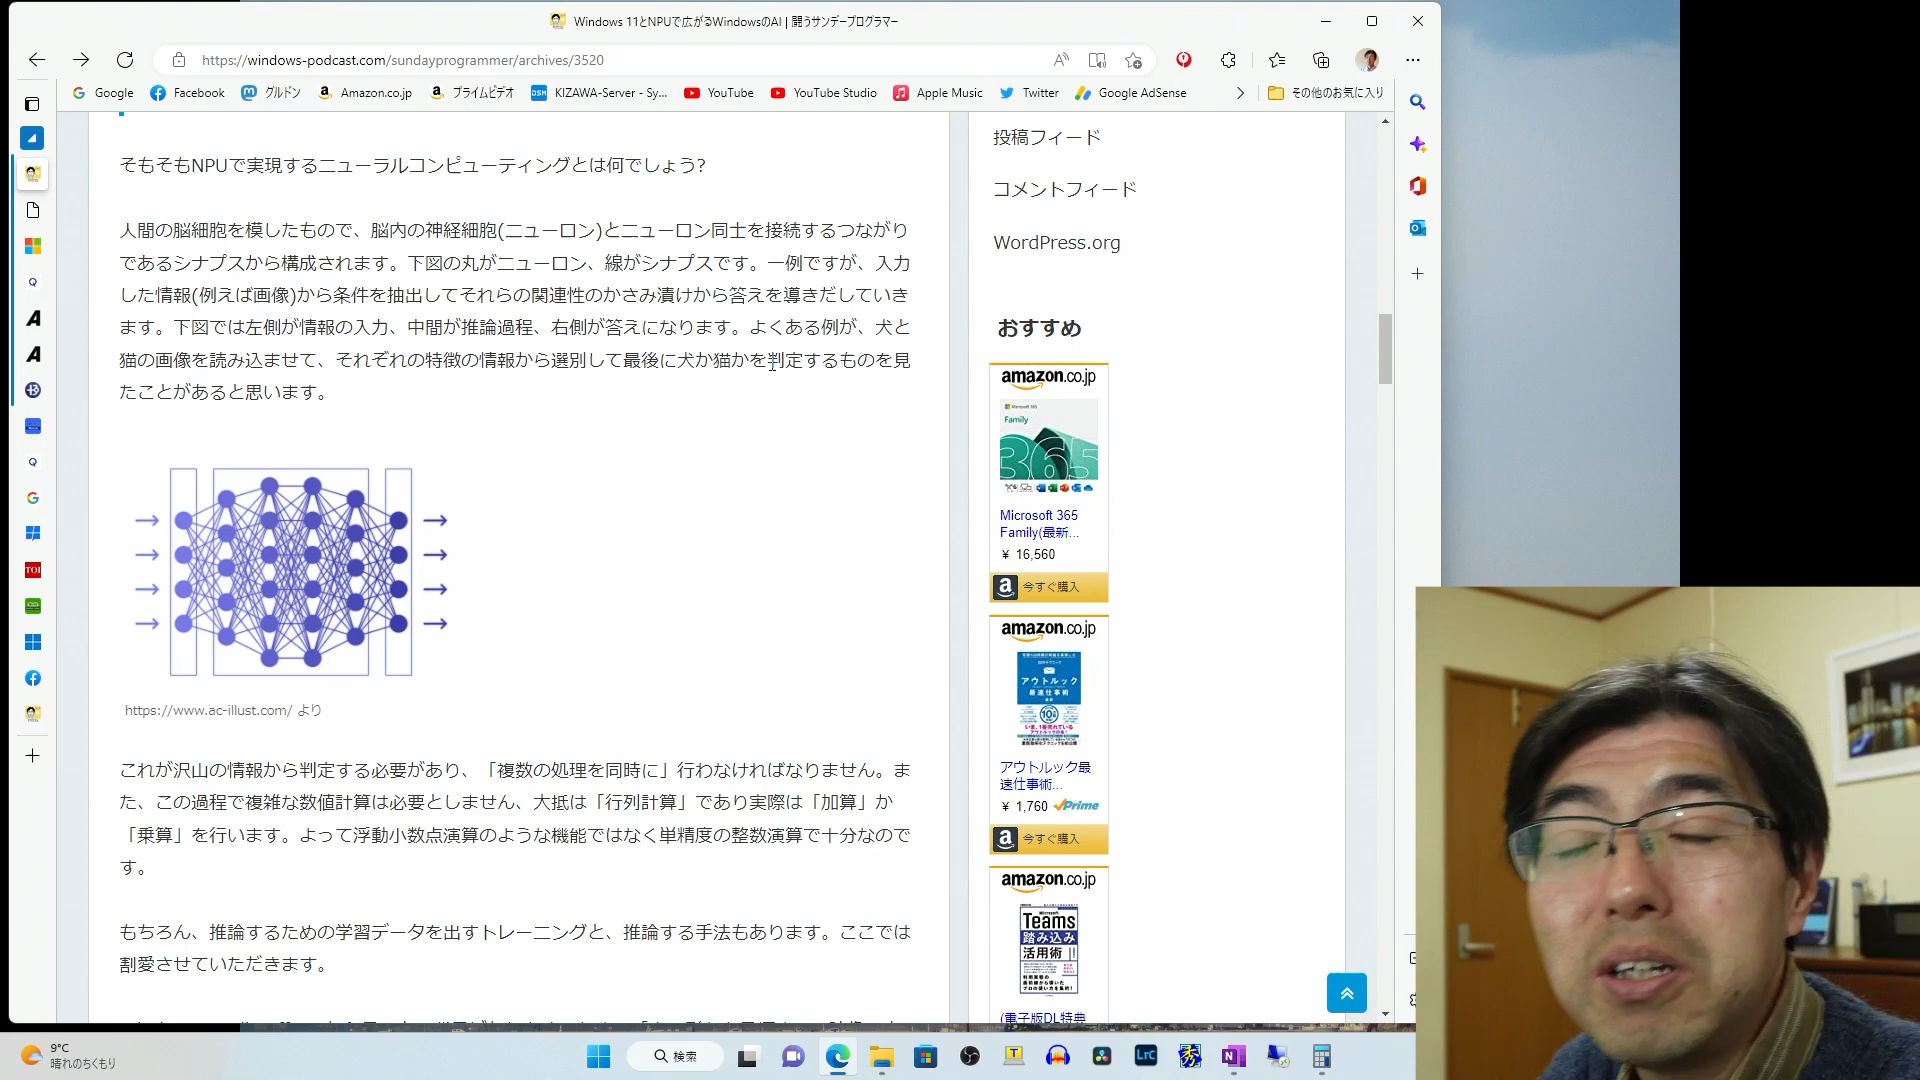 Windows 11とNPUで広がるWindowsのAI | 闘うサンデープログラマー
https://windows-podcast.com/sundayprogrammer/archives/3520
Google Facebook グルドン Amazon.co.jp プライムビデオ KIZAWA-Server - Sy... YouTube YouTube Studio Apple Music Twitter Google AdSense その他のお気に入り
そもそもNPUで実現するニューラルコンピューティングとは何でしょう?
人間の脳細胞を模したもので、脳内の神経細胞(ニューロン)とニューロン同士を接続するつながり
であるシナプスから構成されます。下図の丸がニューロン、線がシナプスです。一例ですが、入力
した情報(例えば画像)から条件を抽出してそれらの関連性のかさみ漬けから答えを導きだしていき
ます。下図では左側が情報の入力、中間が推論過程、右側が答えになります。よくある例が、犬と
猫の画像を読み込ませて、それぞれの特徴の情報から選別して最後に犬か猫かを判定するものを見
たことがあると思います。
https://www.ac-illust.com/ より
これが沢山の情報から判定する必要があり、「複数の処理を同時に」行わなければなりません。ま
た、この過程で複雑な数値計算は必要としません、大抵は「行列計算」であり実際は「加算」か
「乗算」を行います。よって浮動小数点演算のような機能ではなく単精度の整数演算で十分なので
す。
もちろん、推論するための学習データを出すトレーニングと、推論する手法もあります。ここでは
割愛させていただきます。
投稿フィード
コメントフィード
WordPress.org
おすすめ
amazon.co.jp
Microsoft 365
Family
365
Microsoft 365
Family(最新...
¥ 16,560
今すぐ購入
amazon.co.jp
アウトルック
最速仕事術
アウトルック最
速仕事術...
¥ 1,760 Prime
今すぐ購入
amazon.co.jp
Microsoft
Teams
踏み込み
活用術
(電子版DL特典
9°C
晴れのちくもり
検索
LrC